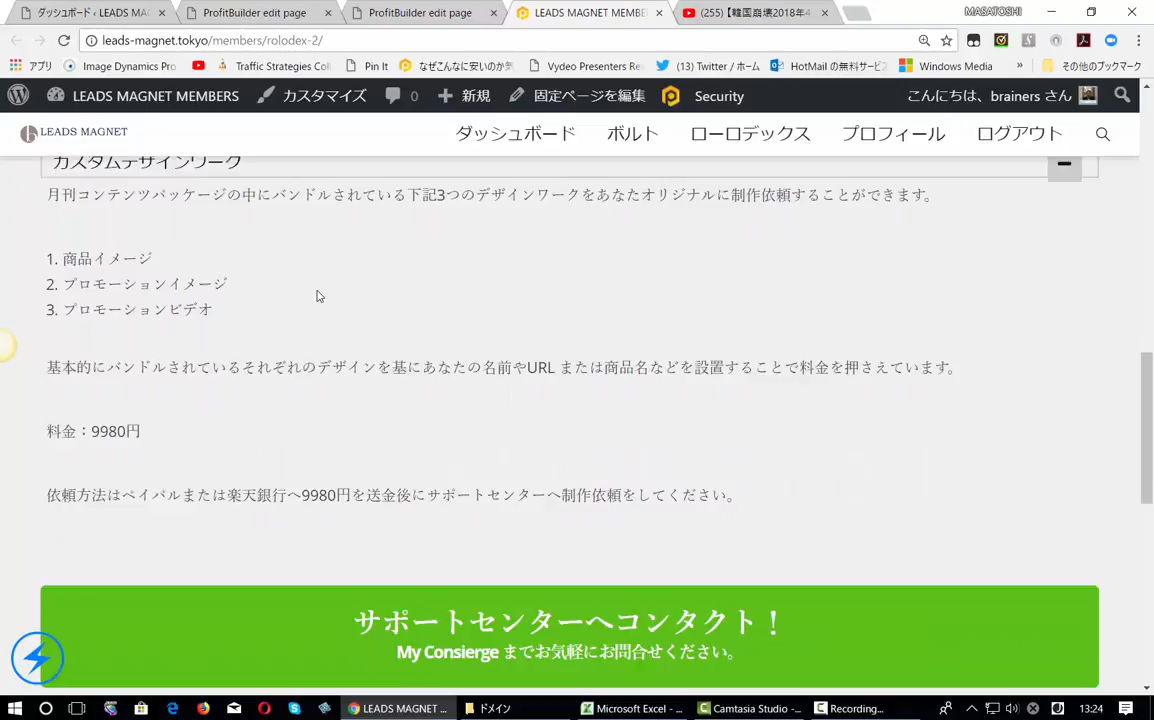 ダッシュボード ‹ LEADS MAG
ProfitBuilder edit page
ProfitBuilder edit page
LEADS MAGNET MEMBE
(255) 【韓国崩壊2018年4
MASATOSHI
leads-magnet.tokyo/members/rolodex-2/
アプリ
Image Dynamics Pro
Traffic Strategies Coll
Pin It
なぜこんなに安いのか気
Vydeo Presenters Re
(13) Twitter / ホーム
HotMail の無料サービ
Windows Media
»
その他のブックマーク
LEADS MAGNET MEMBERS
カスタマイズ
0
新規
固定ページを編集
Security
こんにちは、brainers さん
LEADS MAGNET
ダッシュボード
ボルト
ローロデックス
プロフィール
ログアウト
カスタムデザインワーク
月刊コンテンツパッケージの中にバンドルされている下記3つのデザインワークをあなたオリジナルに制作依頼することができます。
1. 商品イメージ
2. プロモーションイメージ
3. プロモーションビデオ
基本的にバンドルされているそれぞれのデザインを基にあなたの名前やURL または商品名などを設置することで料金を押さえています。
料金：9980円
依頼方法はペイパルまたは楽天銀行へ9980円を送金後にサポートセンターへ制作依頼をしてください。
サポートセンターへコンタクト！
My Consierge までお気軽にお問合せください。
LEADS MAGNET ...
ドメイン
Microsoft Excel - ...
Camtasia Studio -...
Recording...
13:24